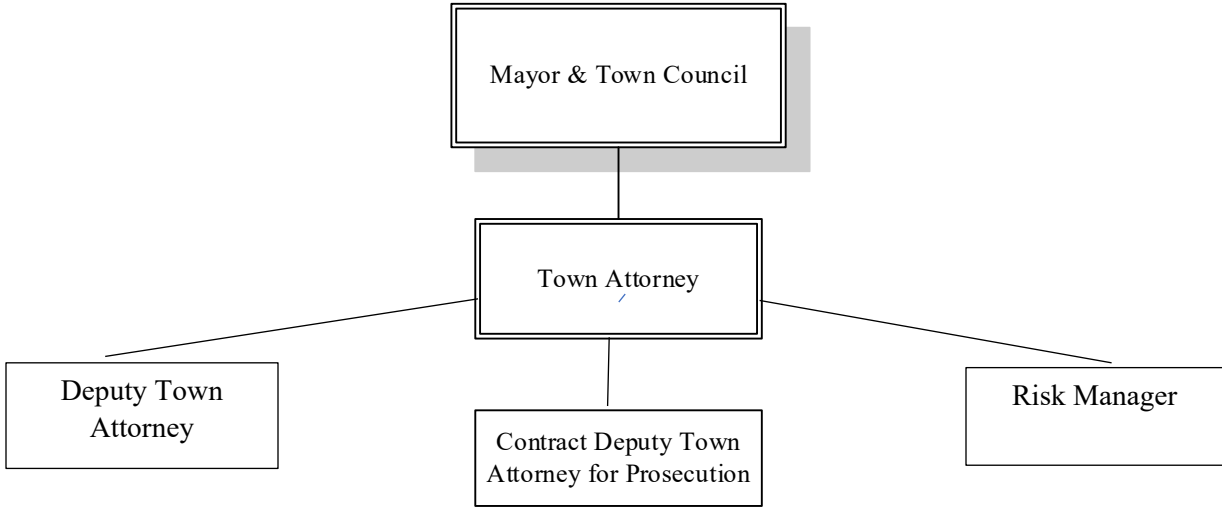 Mayor & Town Council
Town Attorney
Deputy Town
Attorney
Contract Deputy Town
Attorney for Prosecution
Risk Manager